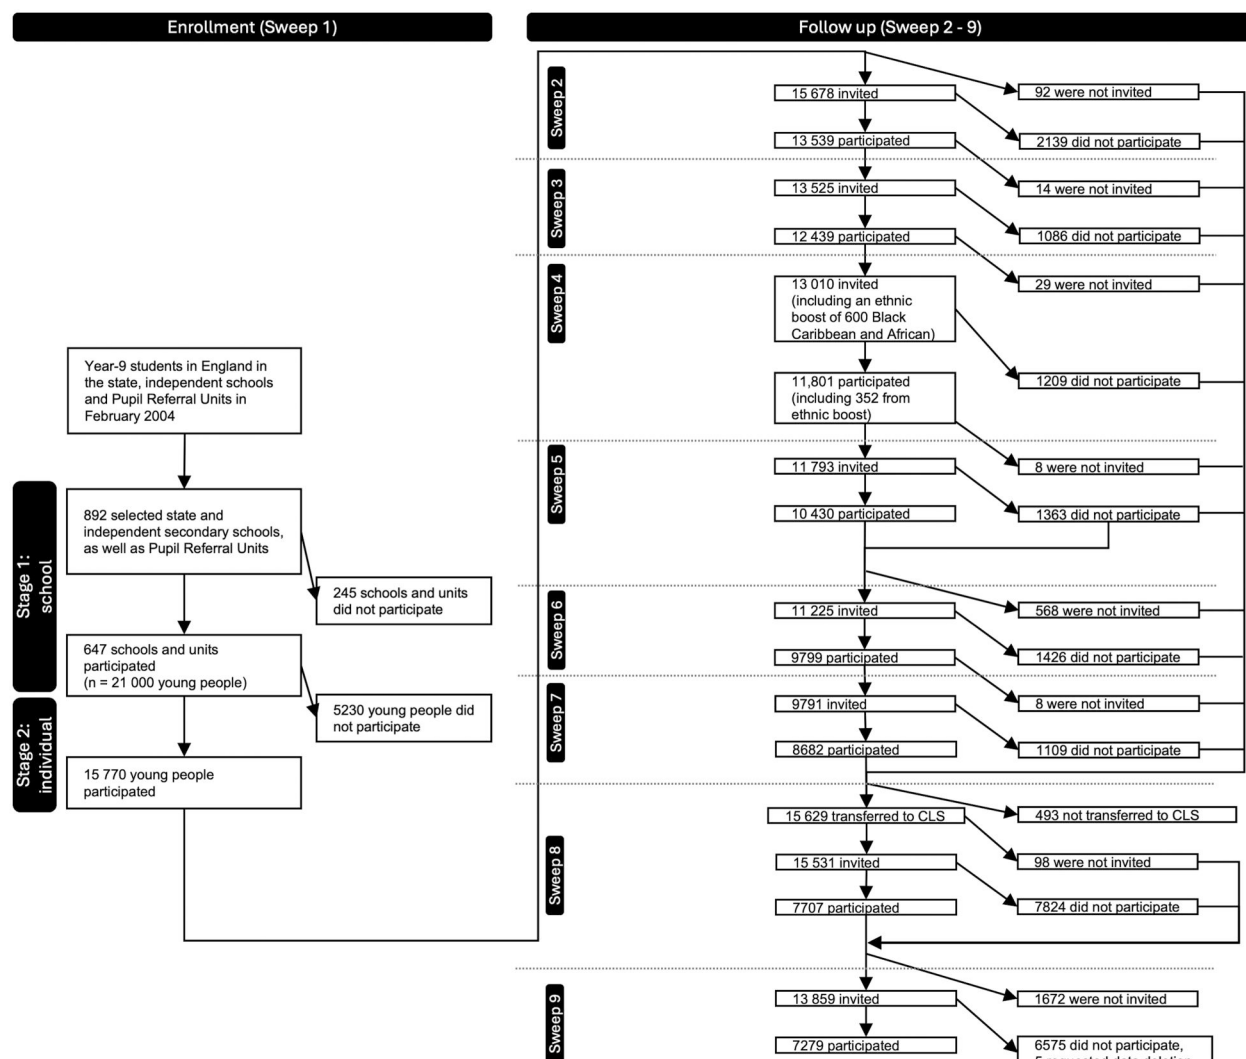 Enrollment (Sweep 1)
Year-9 students in England in
the state, independent schools
and Pupil Referral Units in
February 2004
Stage 1:
school
892 selected state and
independent secondary schools,
as well as Pupil Referral Units
245 schools and units
did not participate
647 schools and units
participated
(n = 21 000 young people)
Stage 2:
individual
5230 young people did
not participate
15 770 young people
participated
Follow up (Sweep 2 - 9)
Sweep 2
15 678 invited
92 were not invited
13 539 participated
2139 did not participate
Sweep 3
13 525 invited
14 were not invited
12 439 participated
1086 did not participate
Sweep 4
13 010 invited
(including an ethnic
boost of 600 Black
Caribbean and African)
29 were not invited
11,801 participated
(including 352 from
ethnic boost)
1209 did not participate
Sweep 5
11 793 invited
8 were not invited
10 430 participated
1363 did not participate
Sweep 6
11 225 invited
568 were not invited
9799 participated
1426 did not participate
Sweep 7
9791 invited
8 were not invited
8682 participated
1109 did not participate
Sweep 8
15 629 transferred to CLS
493 not transferred to CLS
15 531 invited
98 were not invited
7707 participated
7824 did not participate
Sweep 9
13 859 invited
1672 were not invited
7279 participated
6575 did not participate,